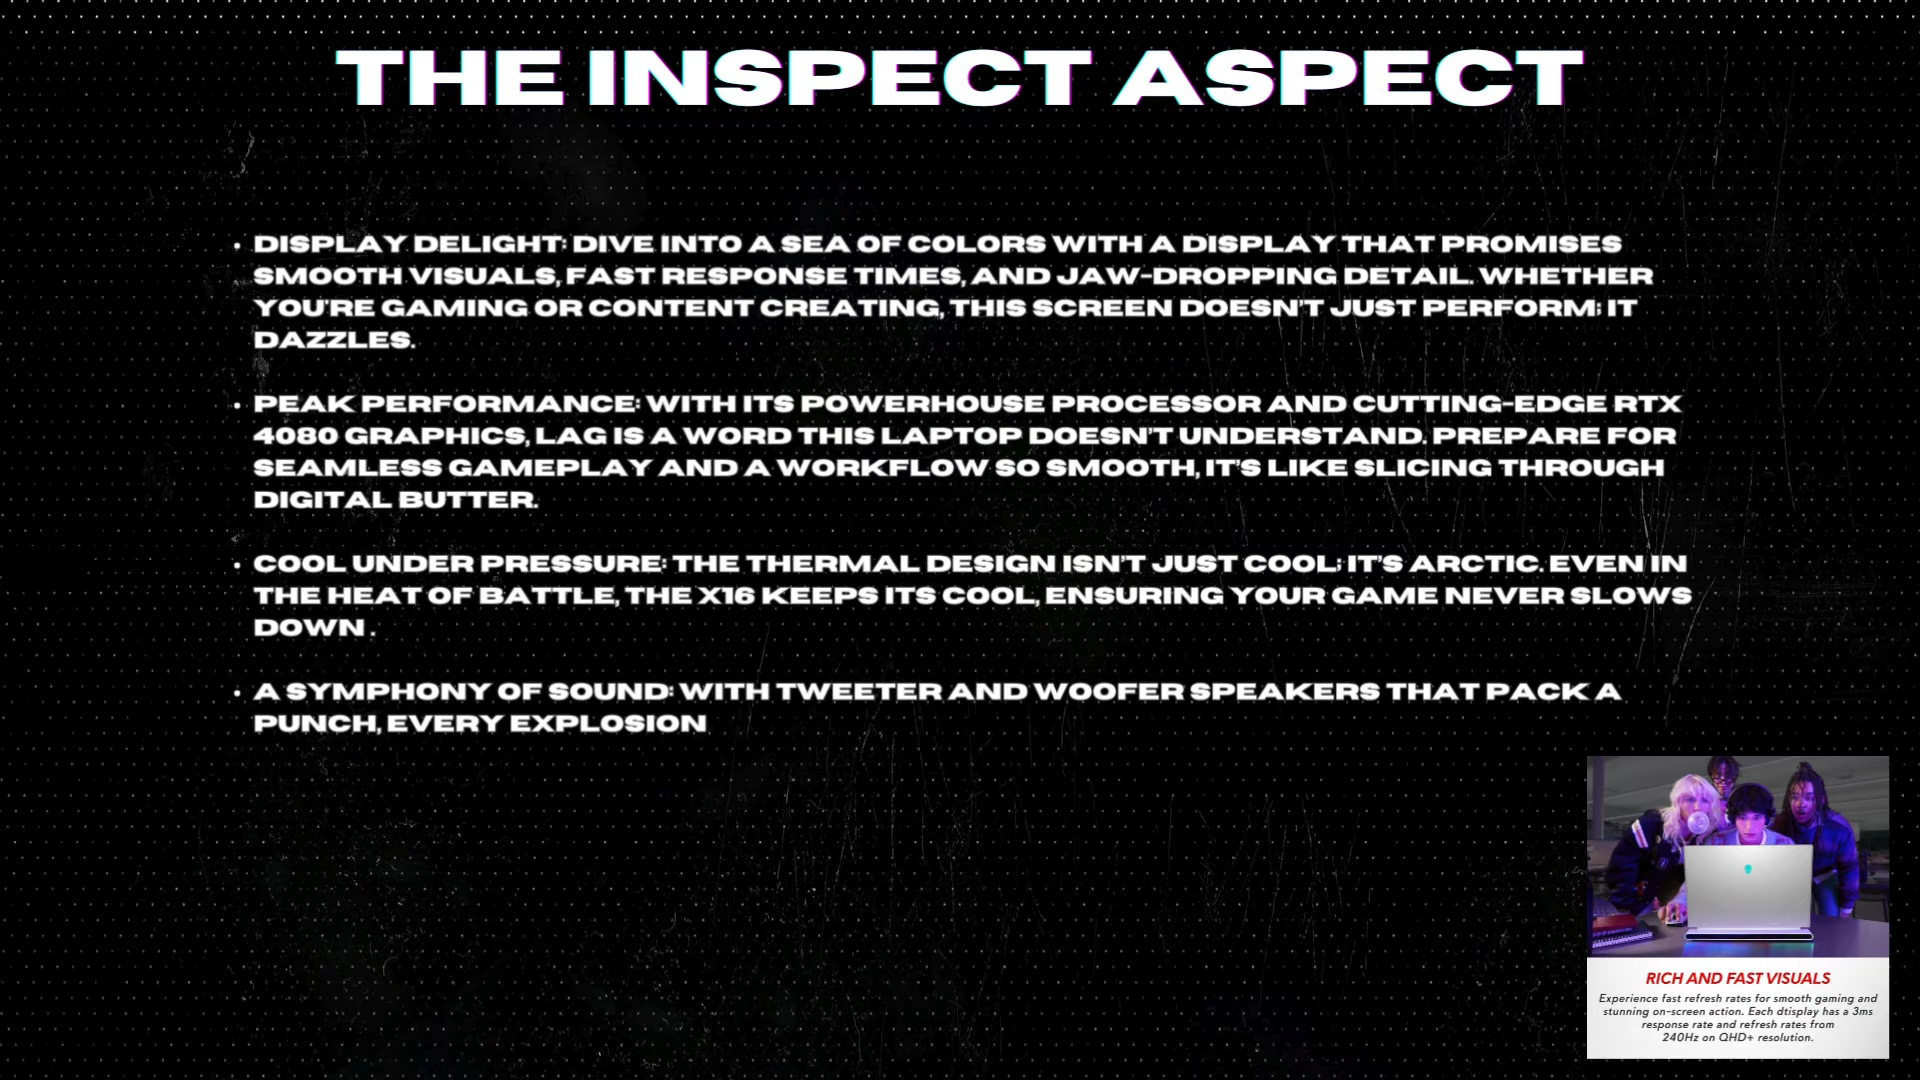 THE INSPECT ASPECT
• DISPLAY DELIGHT: DIVE INTO A SEA OF COLORS WITH A DISPLAY THAT PROMISES
SMOOTH VISUALS, FAST RESPONSE TIMES, AND JAW-DROPPING DETAIL. WHETHER
YOU'RE GAMING OR CONTENT CREATING, THIS SCREEN DOESN'T JUST PERFORM; IT
DAZZLES.
• PEAK PERFORMANCE: WITH ITS POWERHOUSE PROCESSOR AND CUTTING-EDGE RTX
4080 GRAPHICS, LAG IS A WORD THIS LAPTOP DOESN'T UNDERSTAND. PREPARE FOR
SEAMLESS GAMEPLAY AND A WORKFLOW SO SMOOTH, IT'S LIKE SLICING THROUGH
DIGITAL BUTTER.
• COOL UNDER PRESSURE: THE THERMAL DESIGN ISN'T JUST COOL; IT'S ARCTIC. EVEN IN
THE HEAT OF BATTLE, THE X16 KEEPS ITS COOL, ENSURING YOUR GAME NEVER SLOWS
DOWN .
• A SYMPHONY OF SOUND: WITH TWEETER AND WOOFER SPEAKERS THAT PACK A
PUNCH, EVERY EXPLOSION
RICH AND FAST VISUALS
Experience fast refresh rates for smooth gaming and
stunning on-screen action. Each dtisplay has a 3ms
response rate and refresh rates from
240Hz on QHD+ resolution.